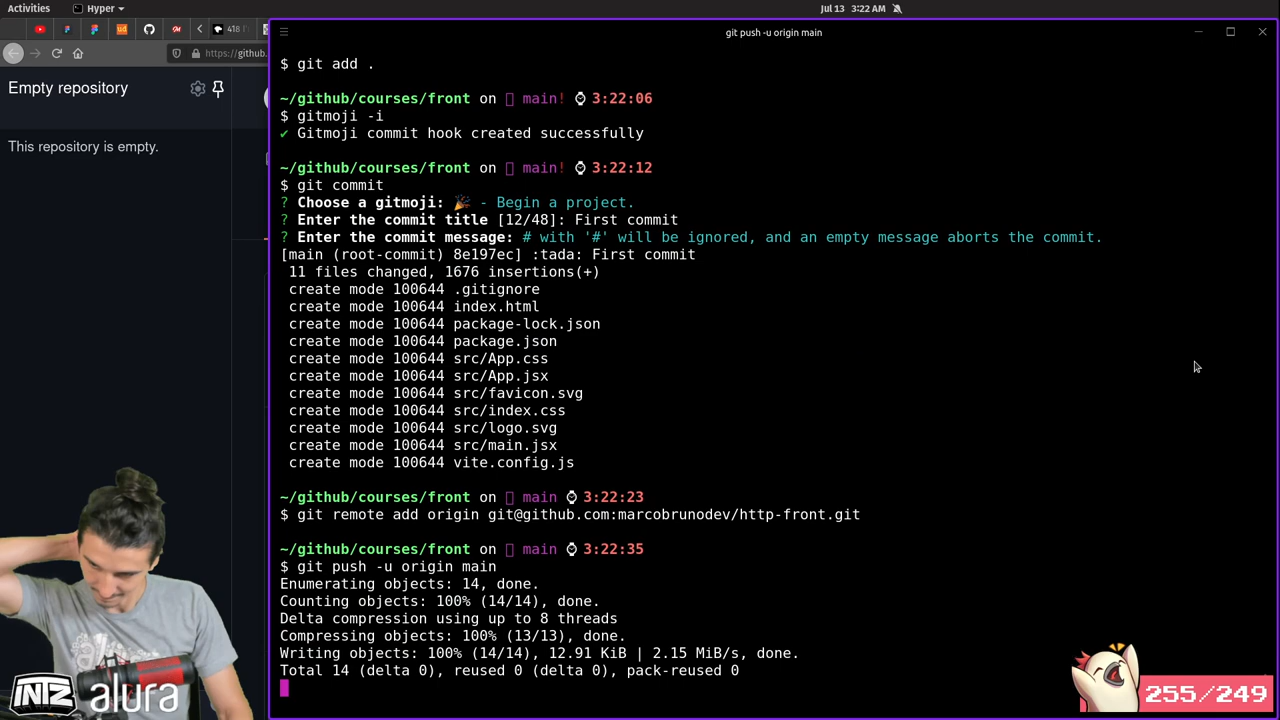 Activities
Hyper
Jul 13 3:22 AM
ud
418 f
https://github.
git push -u origin main
Empty repository
This repository is empty.
$ git add .
~/github/courses/front on main! 3:22:06
$ gitmoji -i
✔ Gitmoji commit hook created successfully
~/github/courses/front on main! 3:22:12
$ git commit
? Choose a gitmoji: 🎉 - Begin a project.
? Enter the commit title [12/48]: First commit
? Enter the commit message: # with '#' will be ignored, and an empty message aborts the commit.
[main (root-commit) 8e197ec] :tada: First commit
11 files changed, 1676 insertions(+)
create mode 100644 .gitignore
create mode 100644 index.html
create mode 100644 package-lock.json
create mode 100644 package.json
create mode 100644 src/App.css
create mode 100644 src/App.jsx
create mode 100644 src/favicon.svg
create mode 100644 src/index.css
create mode 100644 src/logo.svg
create mode 100644 src/main.jsx
create mode 100644 vite.config.js
~/github/courses/front on main 3:22:23
$ git remote add origin git@github.com:marcobrunodev/http-front.git
~/github/courses/front on main 3:22:35
$ git push -u origin main
Enumerating objects: 14, done.
Counting objects: 100% (14/14), done.
Delta compression using up to 8 threads
Compressing objects: 100% (13/13), done.
Writing objects: 100% (14/14), 12.91 KiB | 2.15 MiB/s, done.
Total 14 (delta 0), reused 0 (delta 0), pack-reused 0
INTZ alura
255/249